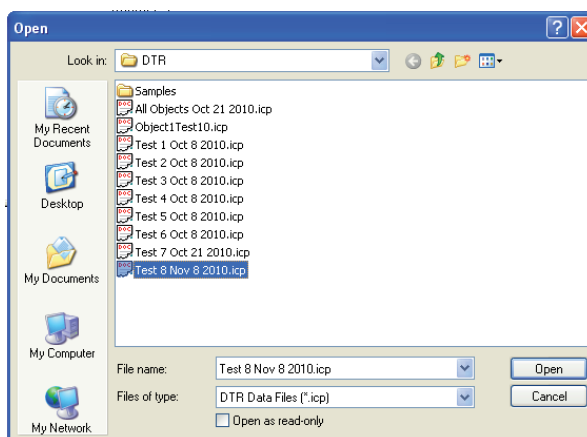 Open
Look in: DTR
My Recent
Documents
Desktop
My Documents
My Computer
My Network
Samples
All Objects Oct 21 2010.icp
Object1Test10.icp
Test 1 Oct 8 2010.icp
Test 2 Oct 8 2010.icp
Test 3 Oct 8 2010.icp
Test 4 Oct 8 2010.icp
Test 5 Oct 8 2010.icp
Test 6 Oct 8 2010.icp
Test 7 Oct 21 2010.icp
Test 8 Nov 8 2010.icp
File name: Test 8 Nov 8 2010.icp Open
Files of type: DTR Data Files (*.icp) Cancel
Open as read-only